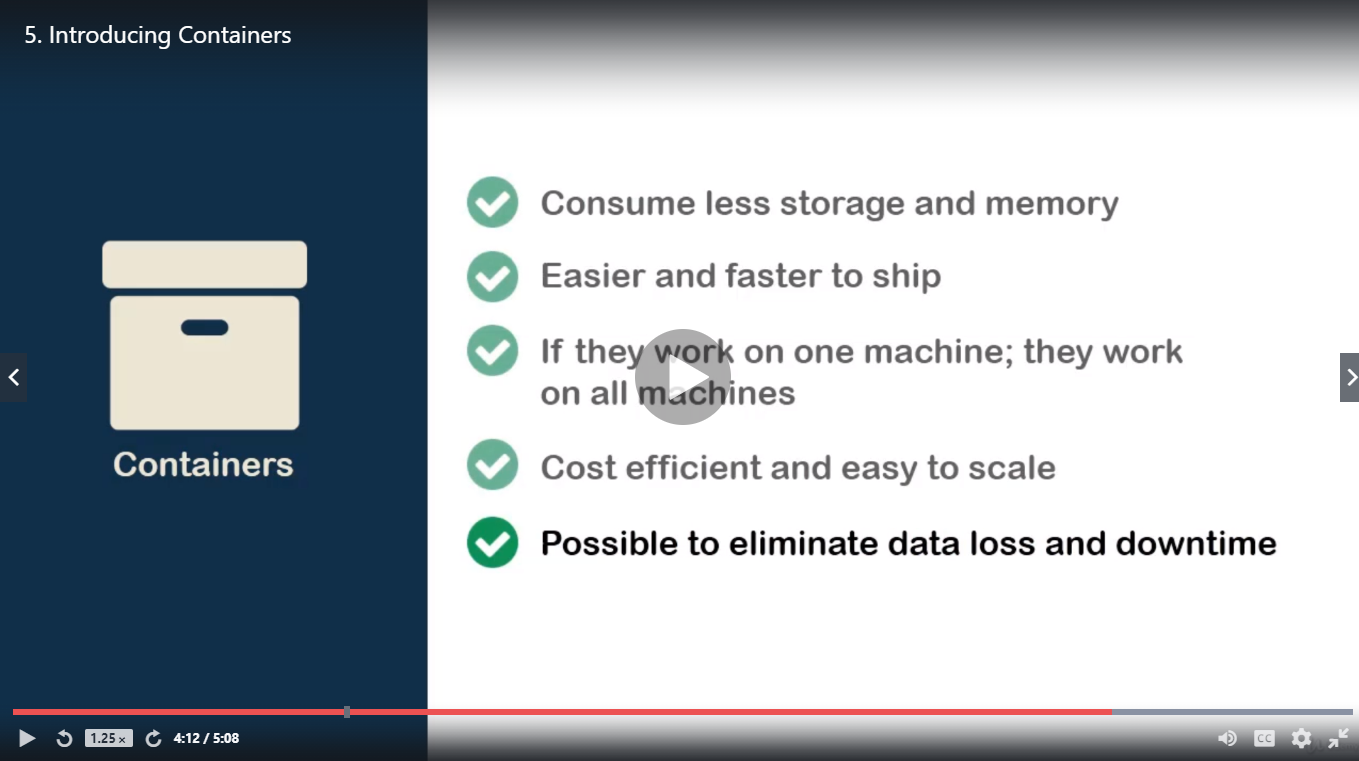 5. Introducing Containers
Consume less storage and memory
Easier and faster to ship
If they work on one machine; they work
on all machines
Containers
Cost efficient and easy to scale
Possible to eliminate data loss and downtime
1.25 x
4:12 / 5:08
CC